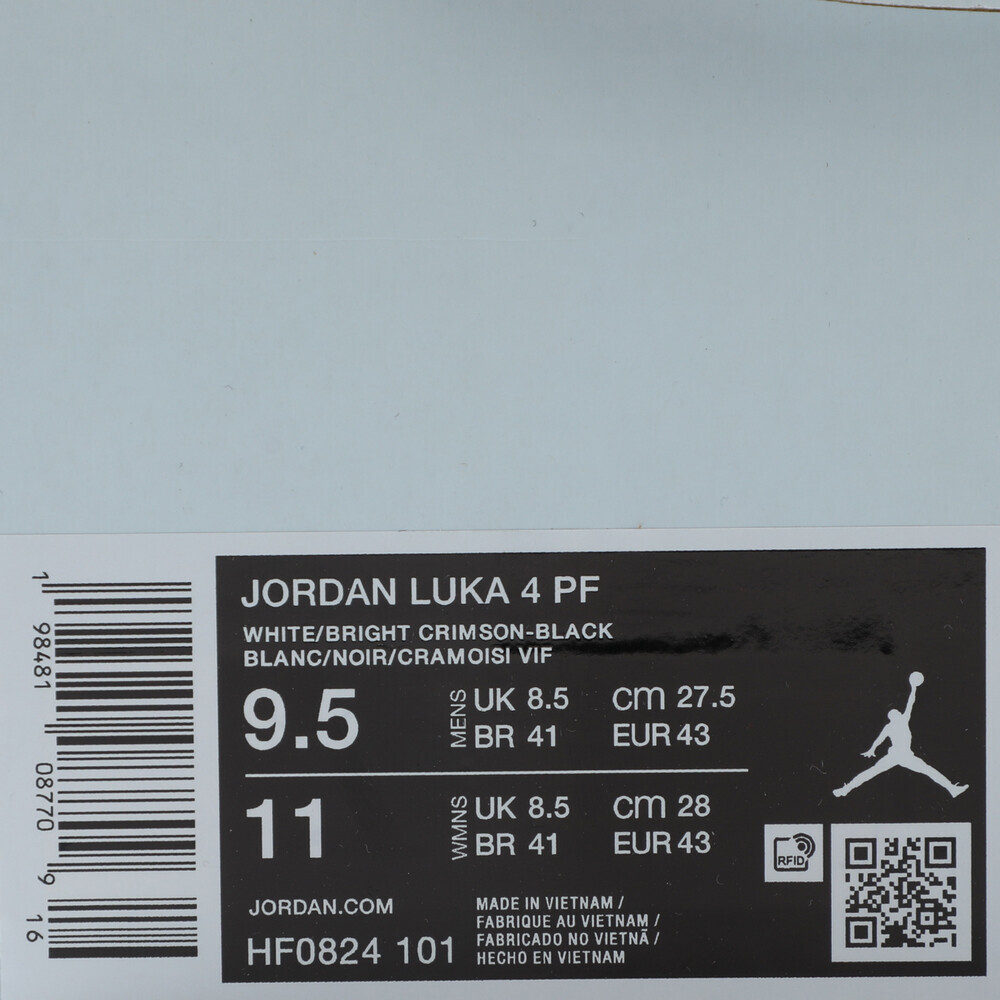 JORDAN LUKA 4 PF
WHITE/BRIGHT CRIMSON-BLACK
BLANC/NOIR/CRAMOISI VIF
9.5 MENS UK 8.5 cm 27.5
BR 41 EUR 43
11 WMNS UK 8.5 cm 28
BR 41 EUR 43
RFID
JORDAN.COM
HF0824 101
MADE IN VIETNAM /
FABRIQUE AU VIETNAM /
FABRICADO NO VIETNÃ /
HECHO EN VIETNAM
1 98481 08770 9 16